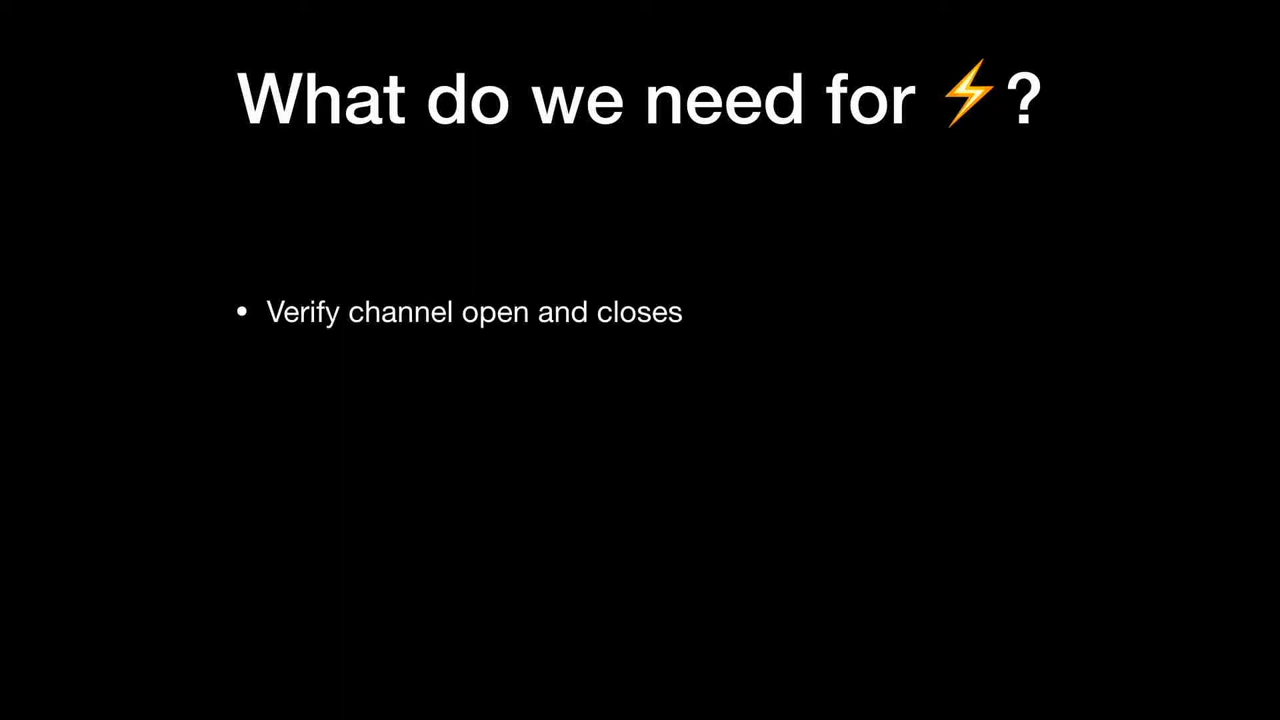 What do we need for ⚡?
• Verify channel open and closes